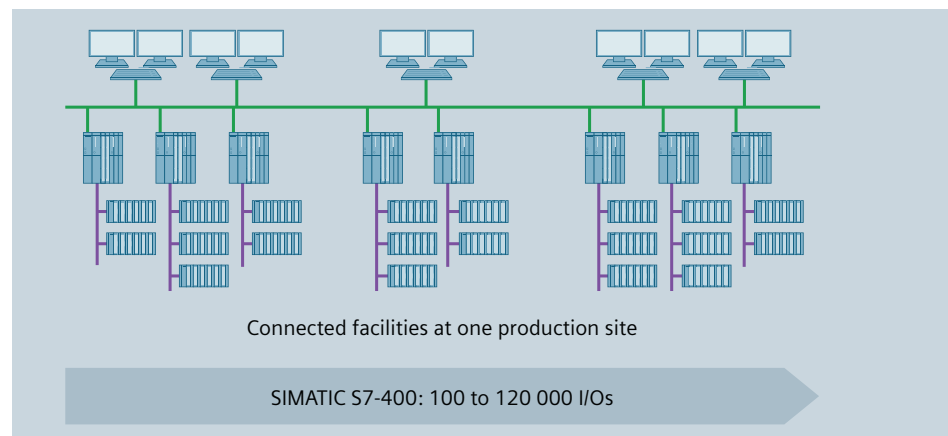 Connected facilities at one production site
SIMATIC S7-400: 100 to 120 000 I/Os